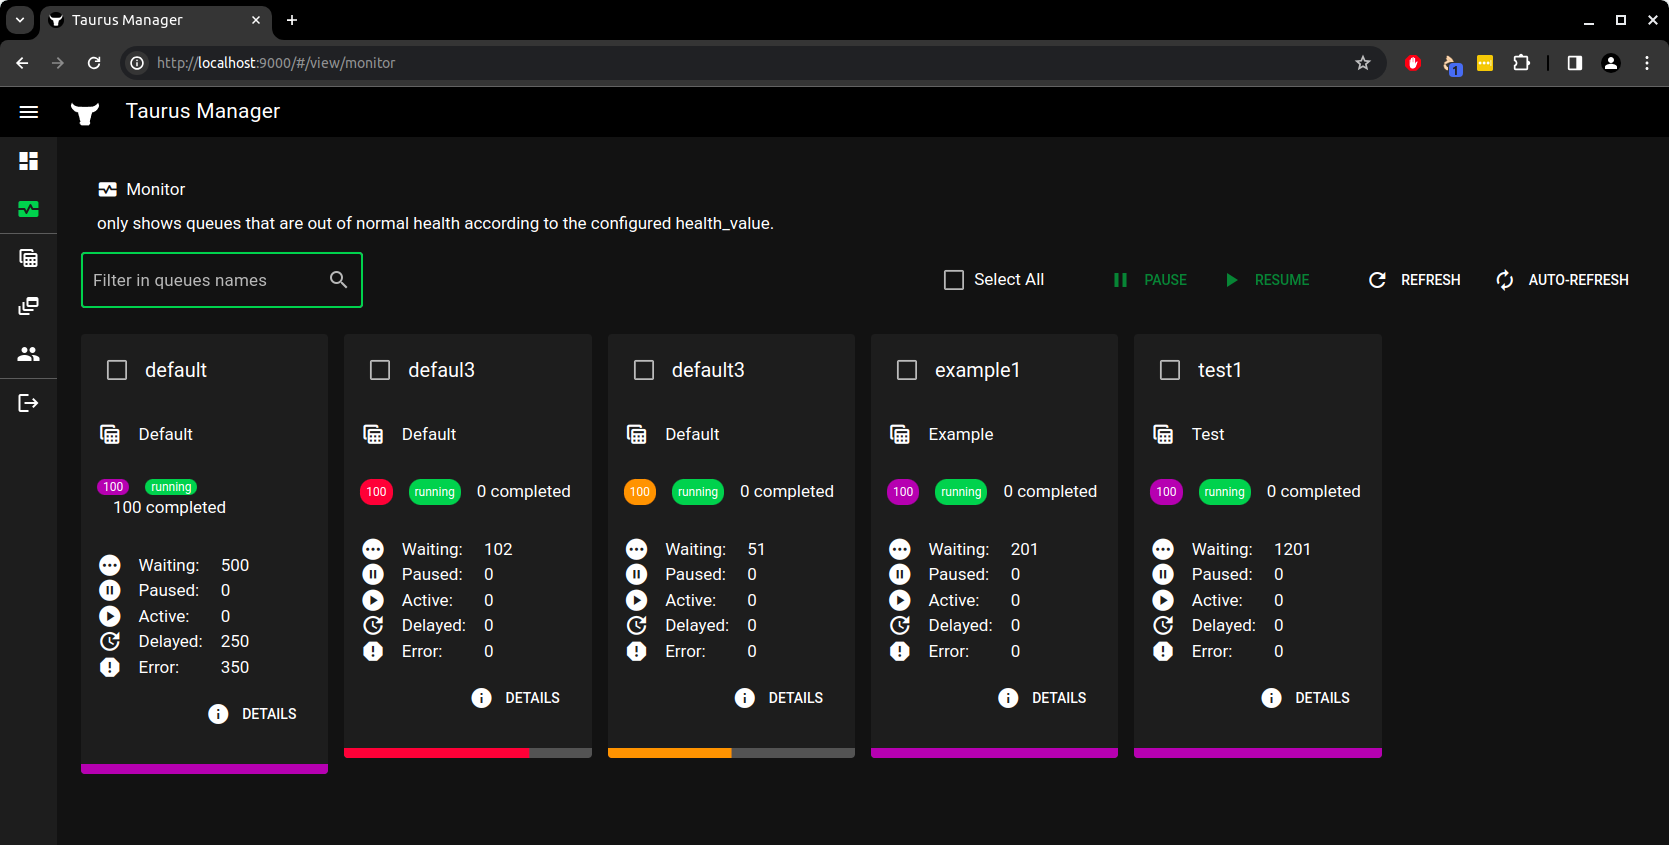 Taurus Manager
http://localhost:9000/#/view/monitor
1
Taurus Manager
Monitor
only shows queues that are out of normal health according to the configured health_value.
Filter in queues names
Select All
PAUSE
RESUME
REFRESH
AUTO-REFRESH
default
Default
100 running
100 completed
Waiting: 500
Paused: 0
Active: 0
Delayed: 250
Error: 350
DETAILS
defaul3
Default
100 running 0 completed
Waiting: 102
Paused: 0
Active: 0
Delayed: 0
Error: 0
DETAILS
default3
Default
100 running 0 completed
Waiting: 51
Paused: 0
Active: 0
Delayed: 0
Error: 0
DETAILS
example1
Example
100 running 0 completed
Waiting: 201
Paused: 0
Active: 0
Delayed: 0
Error: 0
DETAILS
test1
Test
100 running 0 completed
Waiting: 1201
Paused: 0
Active: 0
Delayed: 0
Error: 0
DETAILS